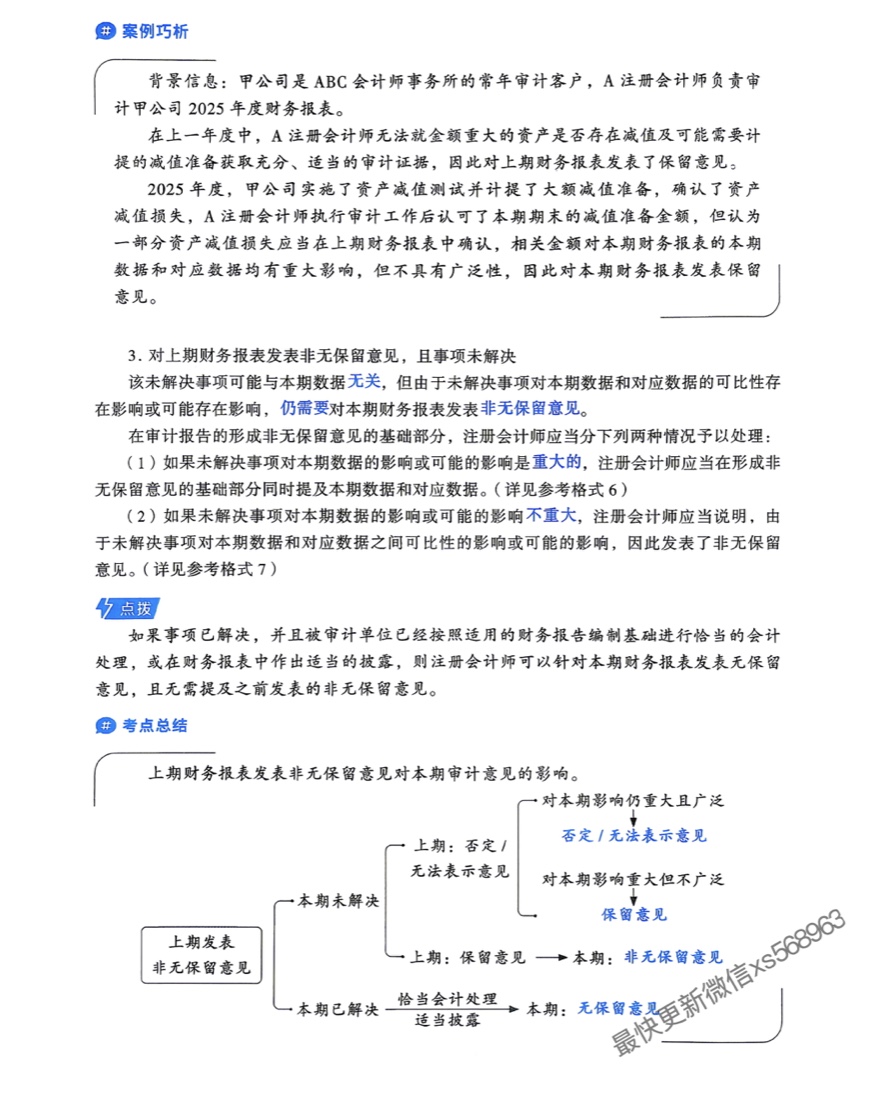 案例巧析
背景信息：甲公司是 ABC 会计师事务所的常年审计客户，A 注册会计师负责审
计甲公司 2025 年度财务报表。
在上一年度中，A 注册会计师无法就金额重大的资产是否存在减值及可能需要计
提的减值准备获取充分、适当的审计证据，因此对上期财务报表发表了保留意见。
2025 年度，甲公司实施了资产减值测试并计提了大额减值准备，确认了资产
减值损失，A 注册会计师执行审计工作后认可了本期期末的减值准备金额，但认为
一部分资产减值损失应当在上期财务报表中确认，相关金额对本期财务报表的本期
数据和对应数据均有重大影响，但不具有广泛性，因此对本期财务报表发表保留
意见。
3. 对上期财务报表发表非无保留意见，且事项未解决
该未解决事项可能与本期数据无关，但由于未解决事项对本期数据和对应数据的可比性存
在影响或可能存在影响，仍需要对本期财务报表发表非无保留意见。
在审计报告的形成非无保留意见的基础部分，注册会计师应当分下列两种情况予以处理：
（1）如果未解决事项对本期数据的影响或可能的影响是重大的，注册会计师应当在形成非
无保留意见的基础部分同时提及本期数据和对应数据。（详见参考格式 6）
（2）如果未解决事项对本期数据的影响或可能的影响不重大，注册会计师应当说明，由
于未解决事项对本期数据和对应数据之间可比性的影响或可能的影响，因此发表了非无保留
意见。（详见参考格式 7）
点拨
如果事项已解决，并且被审计单位已经按照适用的财务报告编制基础进行恰当的会计
处理，或在财务报表中作出适当的披露，则注册会计师可以针对本期财务报表发表无保留
意见，且无需提及之前发表的非无保留意见。
考点总结
上期财务报表发表非无保留意见对本期审计意见的影响。
对本期影响仍重大且广泛
否定 / 无法表示意见
上期：否定 /
无法表示意见
对本期影响重大但不广泛
保留意见
本期未解决
上期发表
非无保留意见
上期：保留意见
本期：非无保留意见
本期已解决
恰当会计处理
适当披露
本期：无保留意见
最快更新微信xs568963